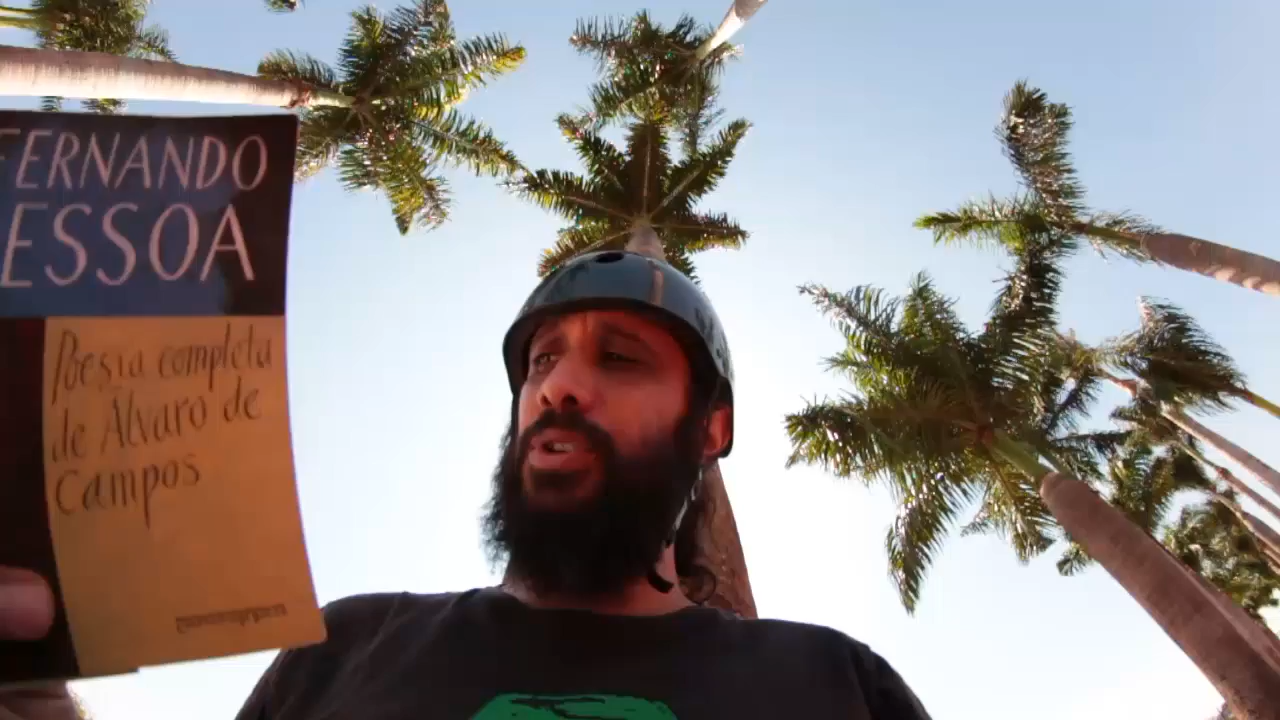 FERNANDO
ESSOA
Poesia completa
de Álvaro de
Campos